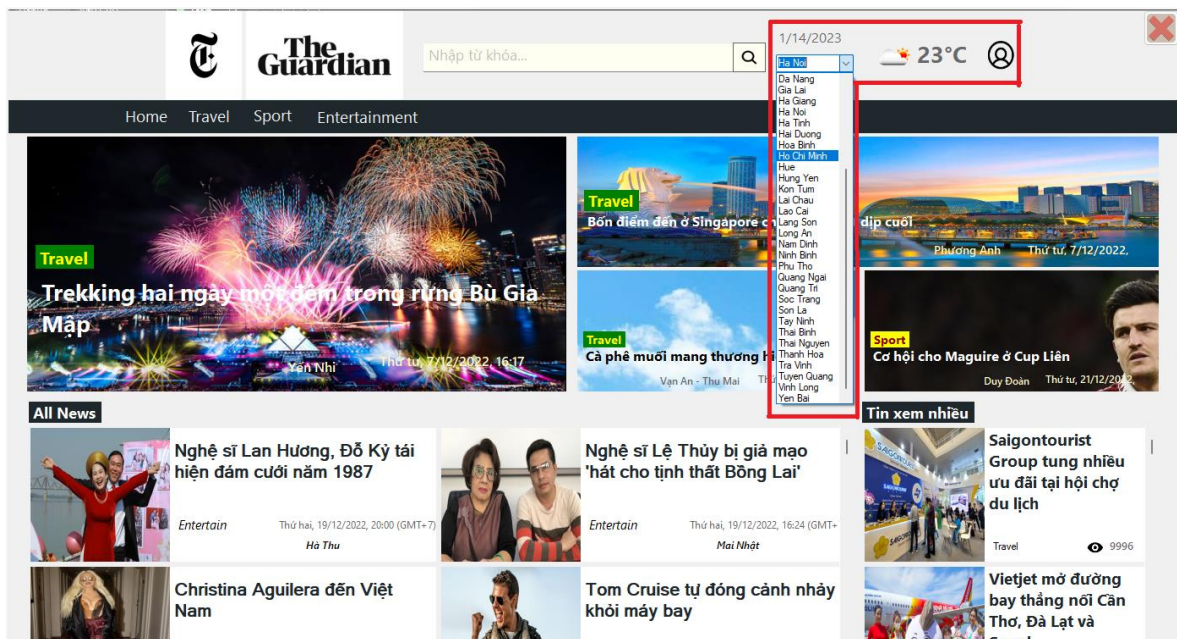 The
Guardian
Nhập từ khóa...
1/14/2023
Ha Noi
23°C
Da Nang
Gia Lai
Ha Giang
Ha Noi
Ha Tinh
Hai Duong
Hoa Binh
Ho Chi Minh
Hue
Hung Yen
Kon Tum
Lai Chau
Lao Cai
Lang Son
Long An
Nam Dinh
Ninh Binh
Phu Tho
Quang Ngai
Quang Tri
Soc Trang
Son La
Tay Ninh
Thai Binh
Thai Nguyen
Thanh Hoa
Tra Vinh
Tuyen Quang
Vinh Long
Yen Bai
Home Travel Sport Entertainment
Travel
Trekking hai ngày một đêm trong rừng Bù Gia
Mập
Yên Nhi Thứ tư, 7/12/2022, 16:17
Travel
Bốn điểm đến ở Singapore dịp cuối
Phương Anh Thứ tư, 7/12/2022,
Travel
Cà phê muối mang thương
Vạn An - Thu Mai
Sport
Cơ hội cho Maguire ở Cup Liên
Duy Đoàn Thứ tư, 21/12/
All News
Nghệ sĩ Lan Hương, Đỗ Kỷ tái
hiện đám cưới năm 1987
Entertain Thứ hai, 19/12/2022, 20:00 (GMT+7)
Hà Thu
Nghệ sĩ Lệ Thủy bị giả mạo
'hát cho tịnh thất Bồng Lai'
Entertain Thứ hai, 19/12/2022, 16:24 (GMT+
Mai Nhật
Christina Aguilera đến Việt
Nam
Tom Cruise tự đóng cảnh nhảy
khỏi máy bay
Tin xem nhiều
Saigontourist
Group tung nhiều
ưu đãi tại hội chợ
du lịch
Travel 9996
Vietjet mở đường
bay thẳng nối Cần
Thơ, Đà Lạt và